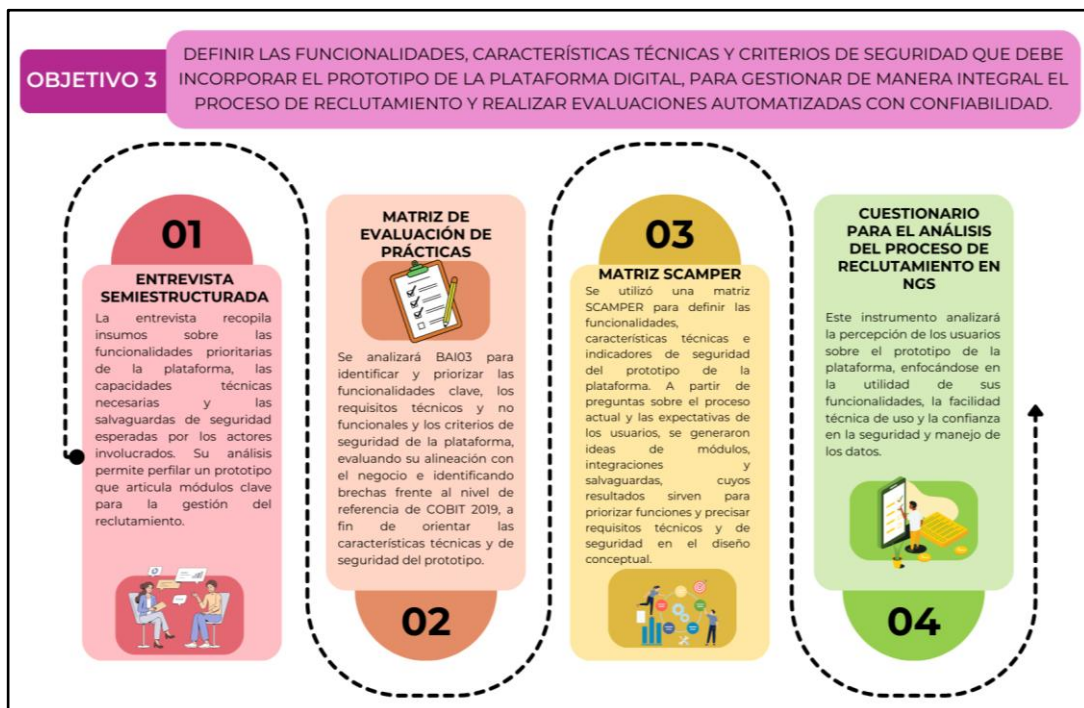 OBJETIVO 3
DEFINIR LAS FUNCIONALIDADES, CARACTERÍSTICAS TÉCNICAS Y CRITERIOS DE SEGURIDAD QUE DEBE
INCORPORAR EL PROTOTIPO DE LA PLATAFORMA DIGITAL, PARA GESTIONAR DE MANERA INTEGRAL EL
PROCESO DE RECLUTAMIENTO Y REALIZAR EVALUACIONES AUTOMATIZADAS CON CONFIABILIDAD.
01
ENTREVISTA
SEMIESTRUCTURADA
La entrevista recopila
insumos sobre las
funcionalidades prioritarias
de la plataforma, las
capacidades técnicas
necesarias y las
salvaguardas de seguridad
esperadas por los actores
involucrados. Su análisis
permite perfilar un prototipo
que articula módulos clave
para la gestión del
reclutamiento.
MATRIZ DE
EVALUACIÓN DE
PRÁCTICAS
Se analizará BAI03 para
identificar y priorizar las
funcionalidades clave, los
requisitos técnicos y no
funcionales y los criterios de
seguridad de la plataforma,
evaluando su alineación con
el negocio e identificando
brechas frente al nivel de
referencia de COBIT 2019, a
fin de orientar las
características técnicas y de
seguridad del prototipo.
02
03
MATRIZ SCAMPER
Se utilizó una matriz
SCAMPER para definir las
funcionalidades,
características técnicas e
indicadores de seguridad
del prototipo de la
plataforma. A partir de
preguntas sobre el proceso
actual y las expectativas de
los usuarios, se generaron
ideas de módulos,
integraciones y
salvaguardas, cuyos
resultados sirven para
priorizar funciones y precisar
requisitos técnicos y de
seguridad en el diseño
conceptual.
CUESTIONARIO
PARA EL ANÁLISIS
DEL PROCESO DE
RECLUTAMIENTO EN
NGS
Este instrumento analizará
la percepción de los usuarios
sobre el prototipo de la
plataforma, enfocándose en
la utilidad de sus
funcionalidades, la facilidad
técnica de uso y la confianza
en la seguridad y manejo de
los datos.
04